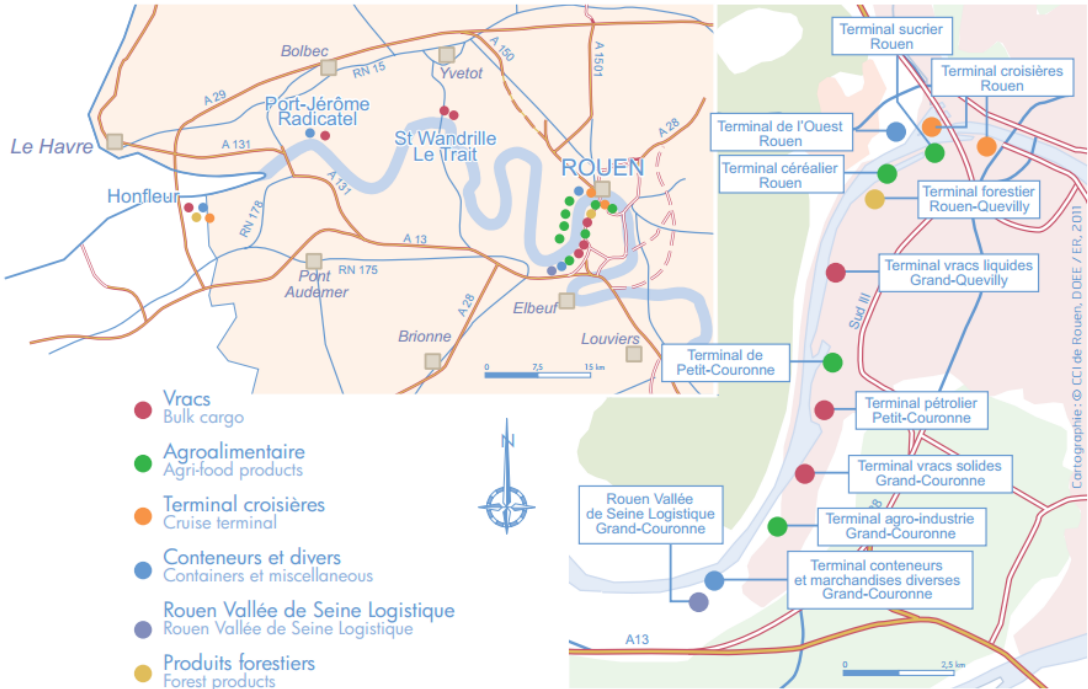 Le Havre
Honfleur
Bolbec
Port-Jérôme
Radicatel
Yvetot
St Wandrille
Le Trait
ROUEN
Pont
Audemer
Brionne
Elbeuf
Louviers
A 29
RN 15
A 150
A 1501
A 28
A 131
A 131
RN 178
A 13
RN 175
A 28
0
7,5
15 km
Vracs
Bulk cargo
Agroalimentaire
Agri-food products
Terminal croisières
Cruise terminal
Conteneurs et divers
Containers et miscellaneous
Rouen Vallée de Seine Logistique
Rouen Vallée de Seine Logistique
Produits forestiers
Forest products
N
Terminal sucrier
Rouen
Terminal croisières
Rouen
Terminal de l'Ouest
Rouen
Terminal céréalier
Rouen
Terminal forestier
Rouen-Quevilly
Terminal vracs liquides
Grand-Quevilly
Sud III
Terminal de
Petit-Couronne
Terminal pétrolier
Petit-Couronne
Terminal vracs solides
Grand-Couronne
Rouen Vallée
de Seine Logistique
Grand-Couronne
Terminal agro-industrie
Grand-Couronne
Terminal conteneurs
et marchandises diverses
Grand-Couronne
A13
0
2,5 km
Cartographie : © CCI de Rouen, DOEE / ER, 2011